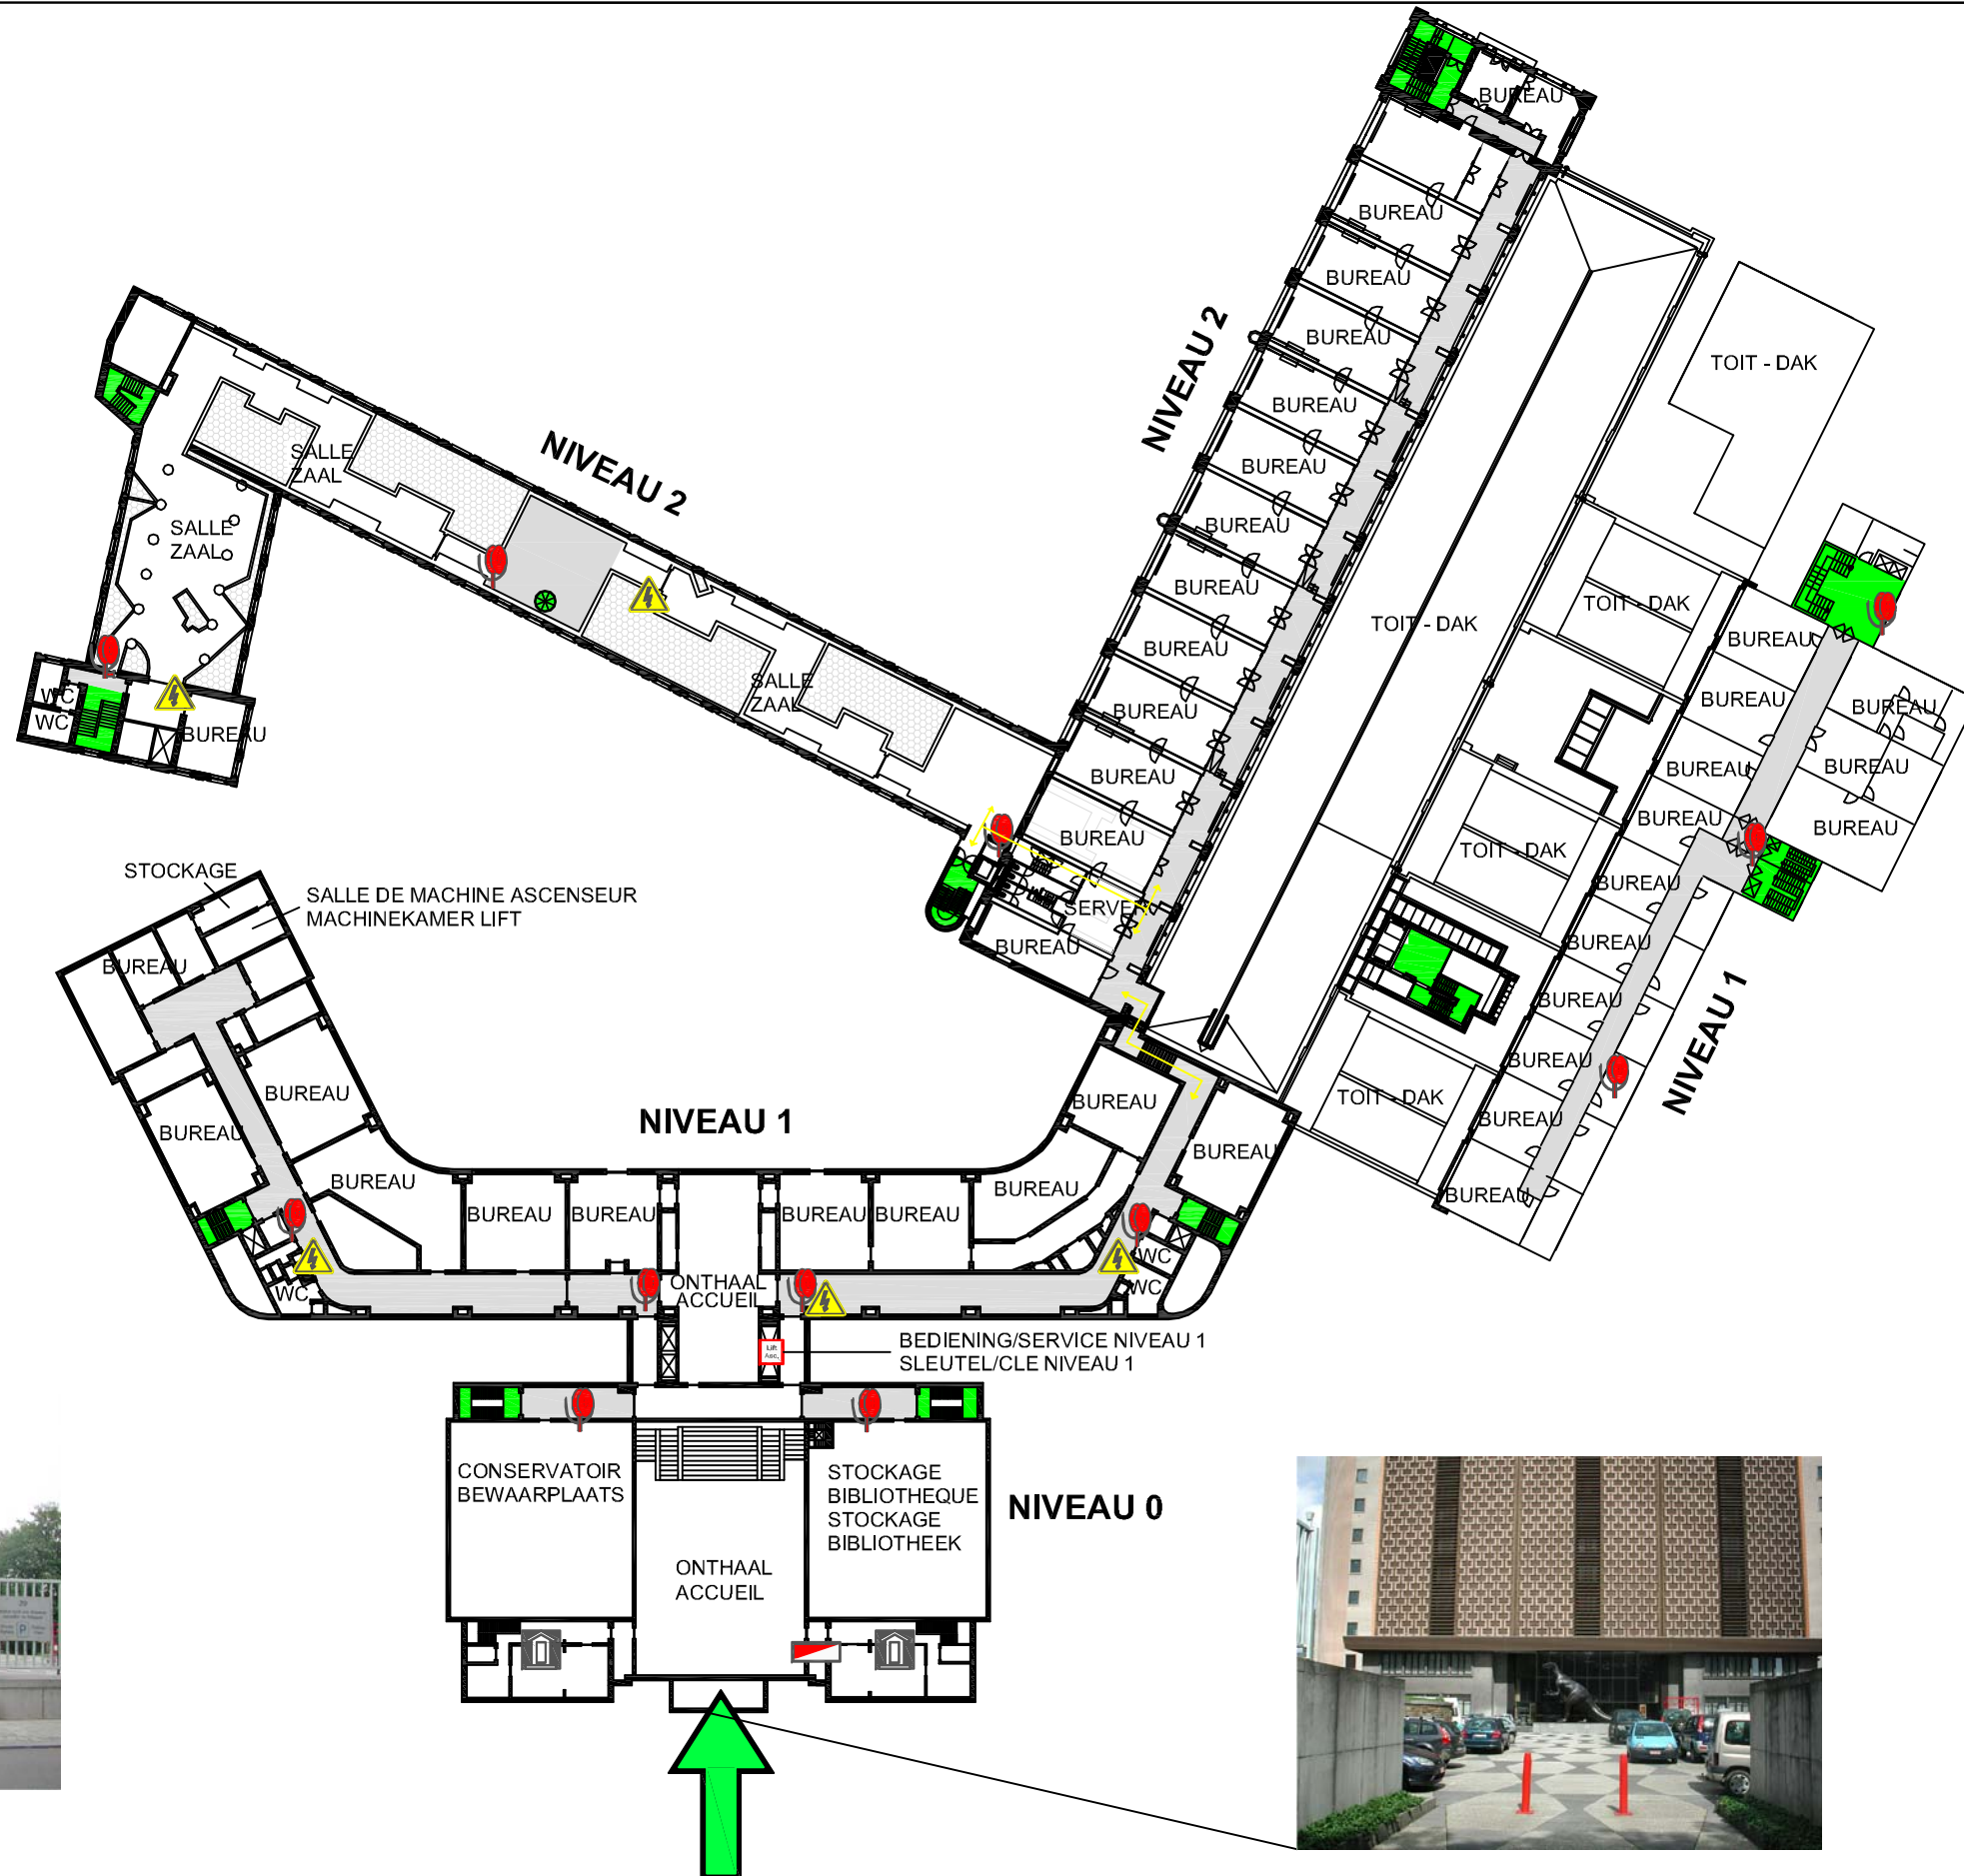 BUREAU
BUREAU
BUREAU
BUREAU
BUREAU
BUREAU
BUREAU
BUREAU
BUREAU
BUREAU
BUREAU
BUREAU
BUREAU
NIVEAU 2
TOIT - DAK
TOIT - DAK
TOIT - DAK
TOIT - DAK
TOIT - DAK
NIVEAU 2
SALLE
ZAAL
SALLE
ZAAL
SALLE
ZAAL
WC
WC
BUREAU
BUREAU
BUREAU
BUREAU
BUREAU
BUREAU
BUREAU
BUREAU
BUREAU
BUREAU
BUREAU
BUREAU
BUREAU
BUREAU
NIVEAU 1
STOCKAGE
SALLE DE MACHINE ASCENSEUR
MACHINEKAMER LIFT
BUREAU
BUREAU
BUREAU
BUREAU
NIVEAU 1
BUREAU
BUREAU
BUREAU
BUREAU
BUREAU
BUREAU
BUREAU
WC
WC
WC
ONTHAAL
ACCUEIL
Lift
Asc.
BEDIENING/SERVICE NIVEAU 1
SLEUTEL/CLE NIVEAU 1
CONSERVATOIR
BEWAARPLAATS
STOCKAGE
BIBLIOTHEQUE
STOCKAGE
BIBLIOTHEEK
NIVEAU 0
ONTHAAL
ACCUEIL
29
P